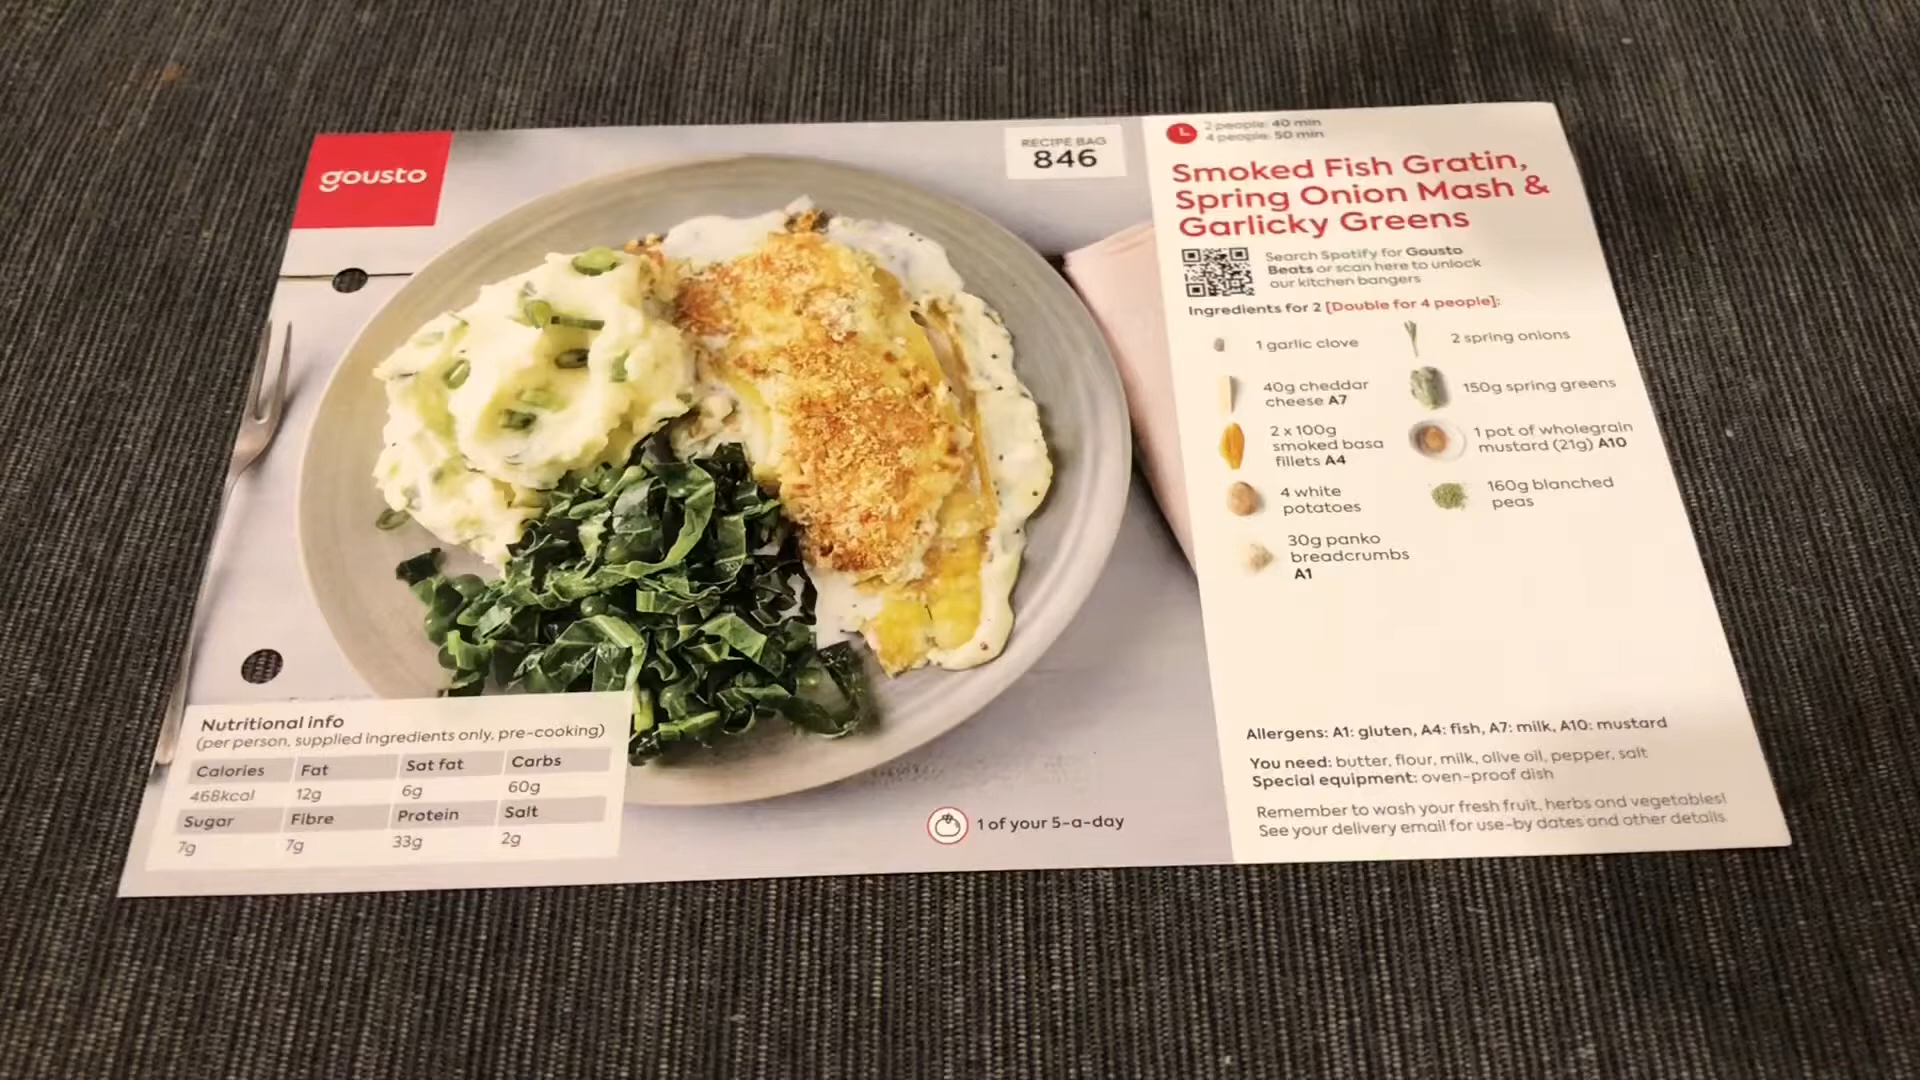 gousto
RECIPE BAG
846
2 people: 40 min
4 people: 50 min
Smoked Fish Gratin,
Spring Onion Mash &
Garlicky Greens
Search Spotify for Gousto
Beats or scan here to unlock
our kitchen bangers
Ingredients for 2 [Double for 4 people]:
1 garlic clove
2 spring onions
40g cheddar
cheese A7
150g spring greens
2 x 100g
smoked basa
fillets A4
1 pot of wholegrain
mustard (21g) A10
4 white
potatoes
160g blanched
peas
30g panko
breadcrumbs
A1
Nutritional info
(per person, supplied ingredients only, pre-cooking)
Calories Fat Sat fat Carbs
468kcal 12g 6g 60g
Sugar Fibre Protein Salt
7g 7g 33g 2g
1 of your 5-a-day
Allergens: A1: gluten, A4: fish, A7: milk, A10: mustard
You need: butter, flour, milk, olive oil, pepper, salt
Special equipment: oven-proof dish
Remember to wash your fresh fruit, herbs and vegetables!
See your delivery email for use-by dates and other details.